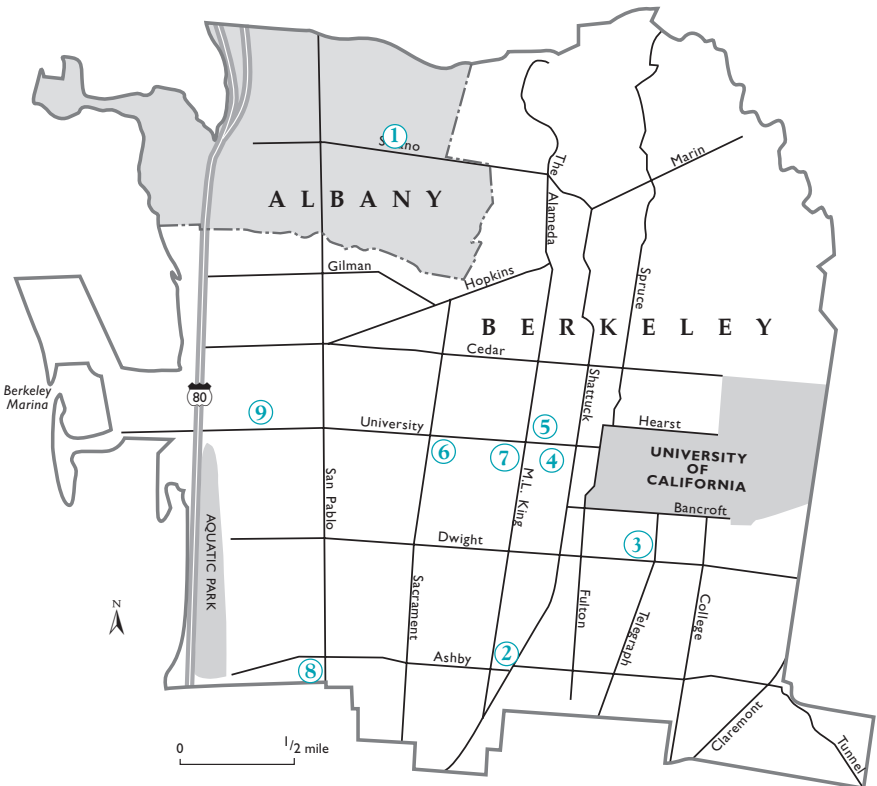 1
Solano
Marin
The Alameda
ALBANY
Gilman
Hopkins
Spruce
BERKELEY
Cedar
Berkeley
Marina
80
Shattuck
9
University
5
Hearst
6
7
4
UNIVERSITY
OF
CALIFORNIA
San Pablo
M.L. King
Bancroft
AQUATIC PARK
Dwight
3
N
Sacrament
Fulton
Telegraph
College
2
Ashby
8
Claremont
Tunnel
0
1/2 mile